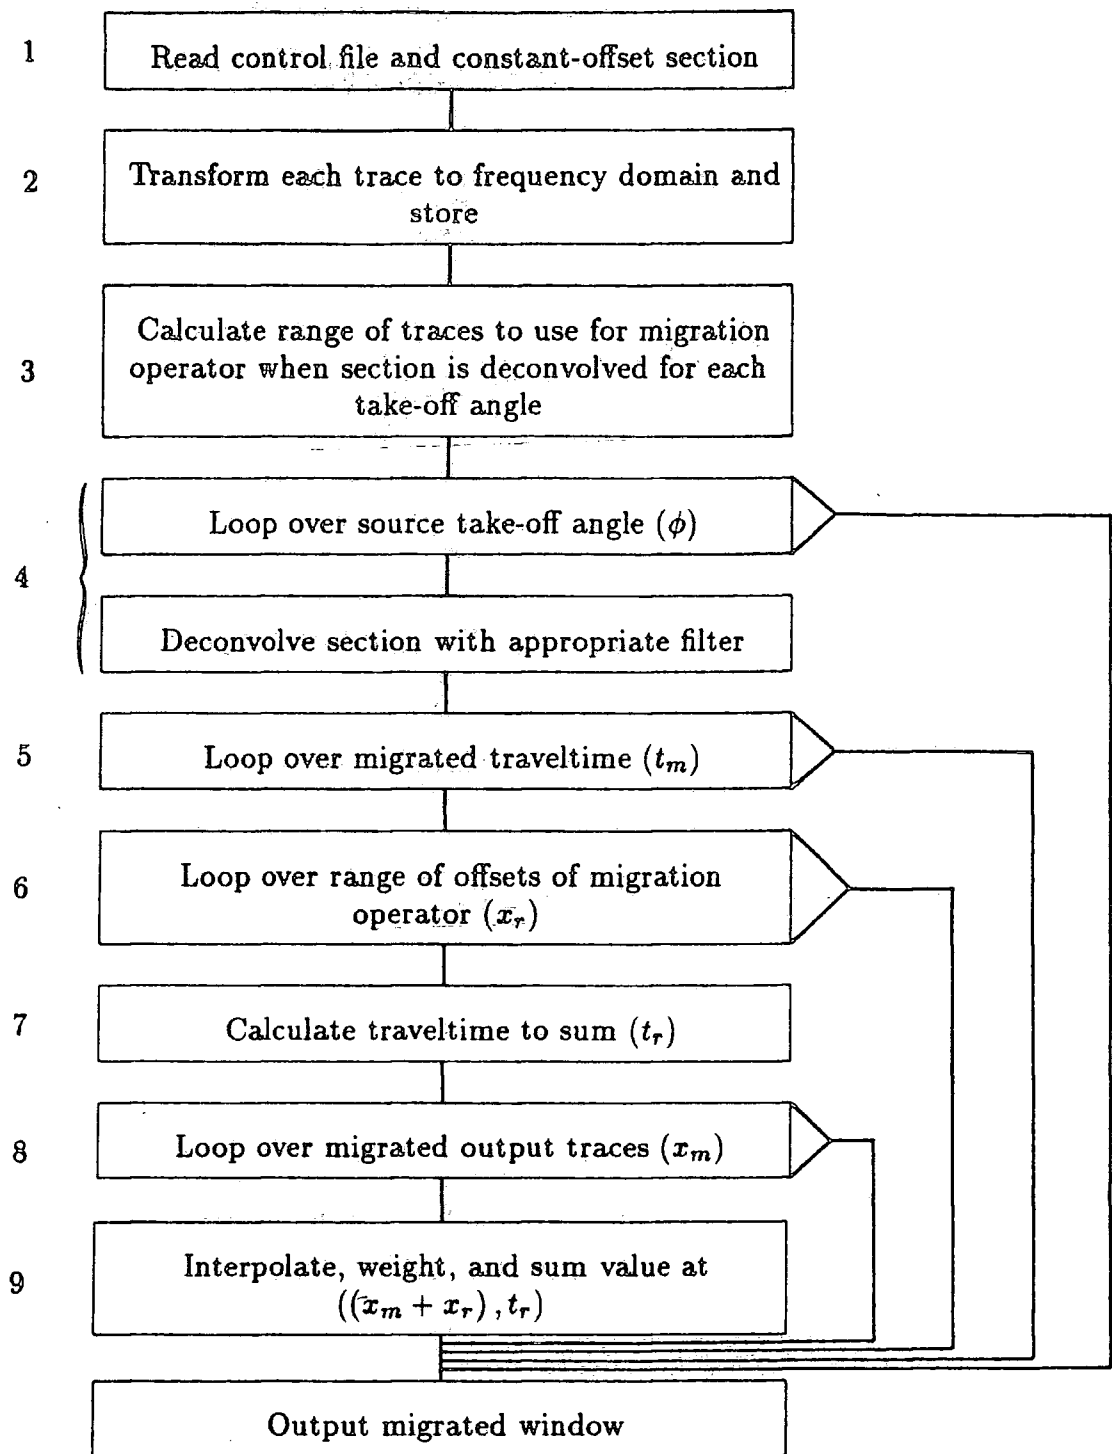 1
Read control file and constant-offset section
2
Transform each trace to frequency domain and
store
3
Calculate range of traces to use for migration
operator when section is deconvolved for each
take-off angle
4
Loop over source take-off angle (ϕ)
Deconvolve section with appropriate filter
5
Loop over migrated traveltime (t_m)
6
Loop over range of offsets of migration
operator (x_r)
7
Calculate traveltime to sum (t_r)
8
Loop over migrated output traces (x_m)
9
Interpolate, weight, and sum value at
((x_m + x_r) , t_r)
Output migrated window